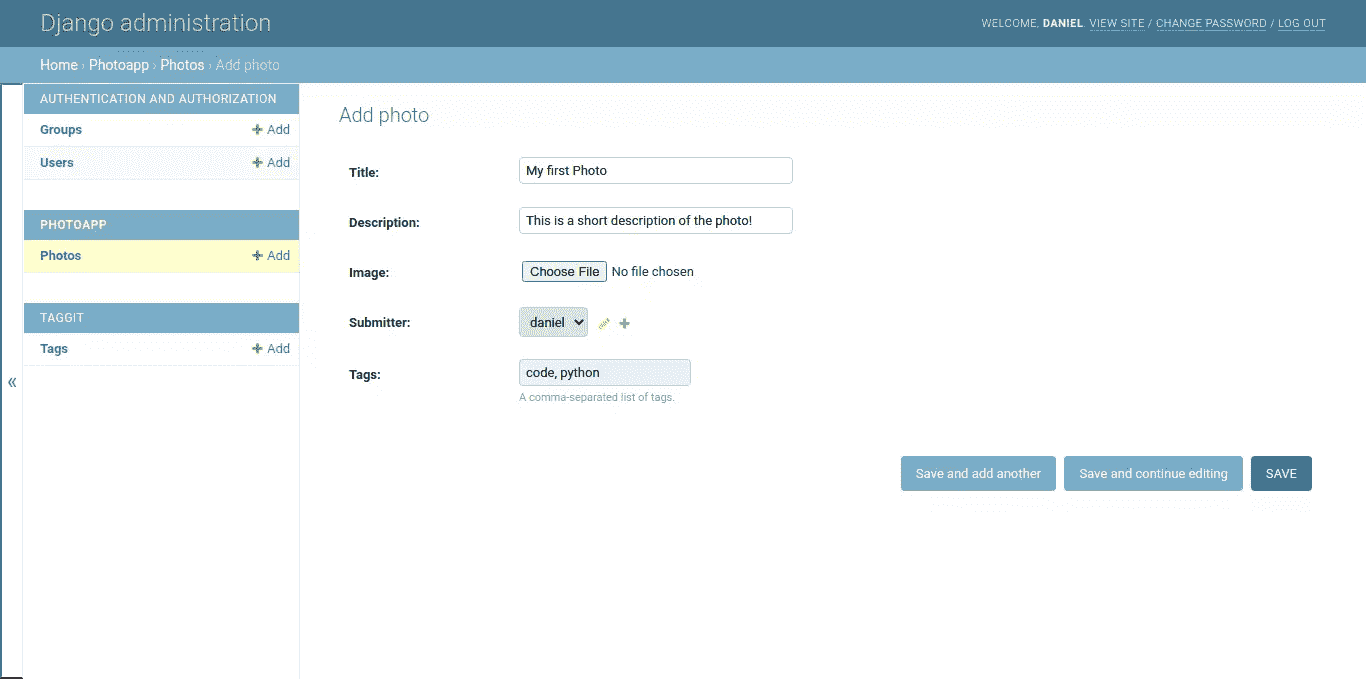 Django administration
WELCOME, DANIEL. VIEW SITE / CHANGE PASSWORD / LOG OUT
Home › Photoapp › Photos › Add photo
AUTHENTICATION AND AUTHORIZATION
Groups + Add
Users + Add
PHOTOAPP
Photos + Add
TAGGIT
Tags + Add
«
Add photo
Title: My first Photo
Description: This is a short description of the photo!
Image: Choose File No file chosen
Submitter: daniel
Tags: code, python
A comma-separated list of tags.
Save and add another Save and continue editing SAVE